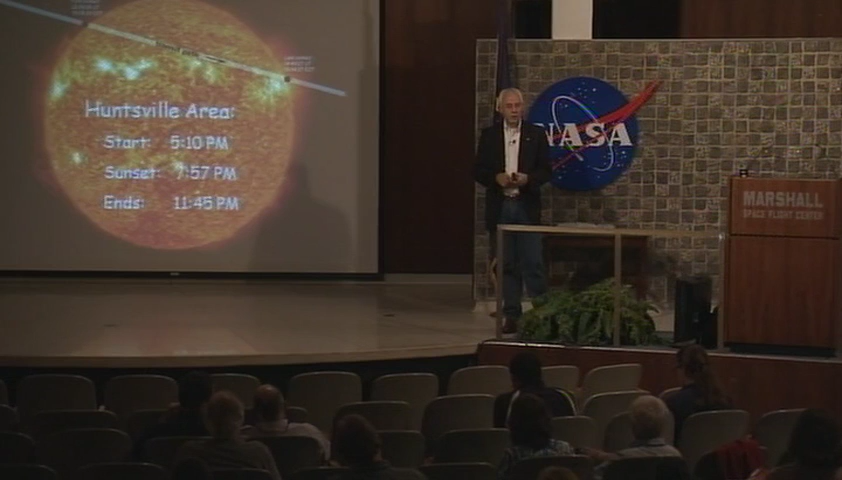 Huntsville Area:
Start: 5:10 PM
Sunset: 7:57 PM
Ends: 11:45 PM
NASA
MARSHALL
SPACE FLIGHT CENTER